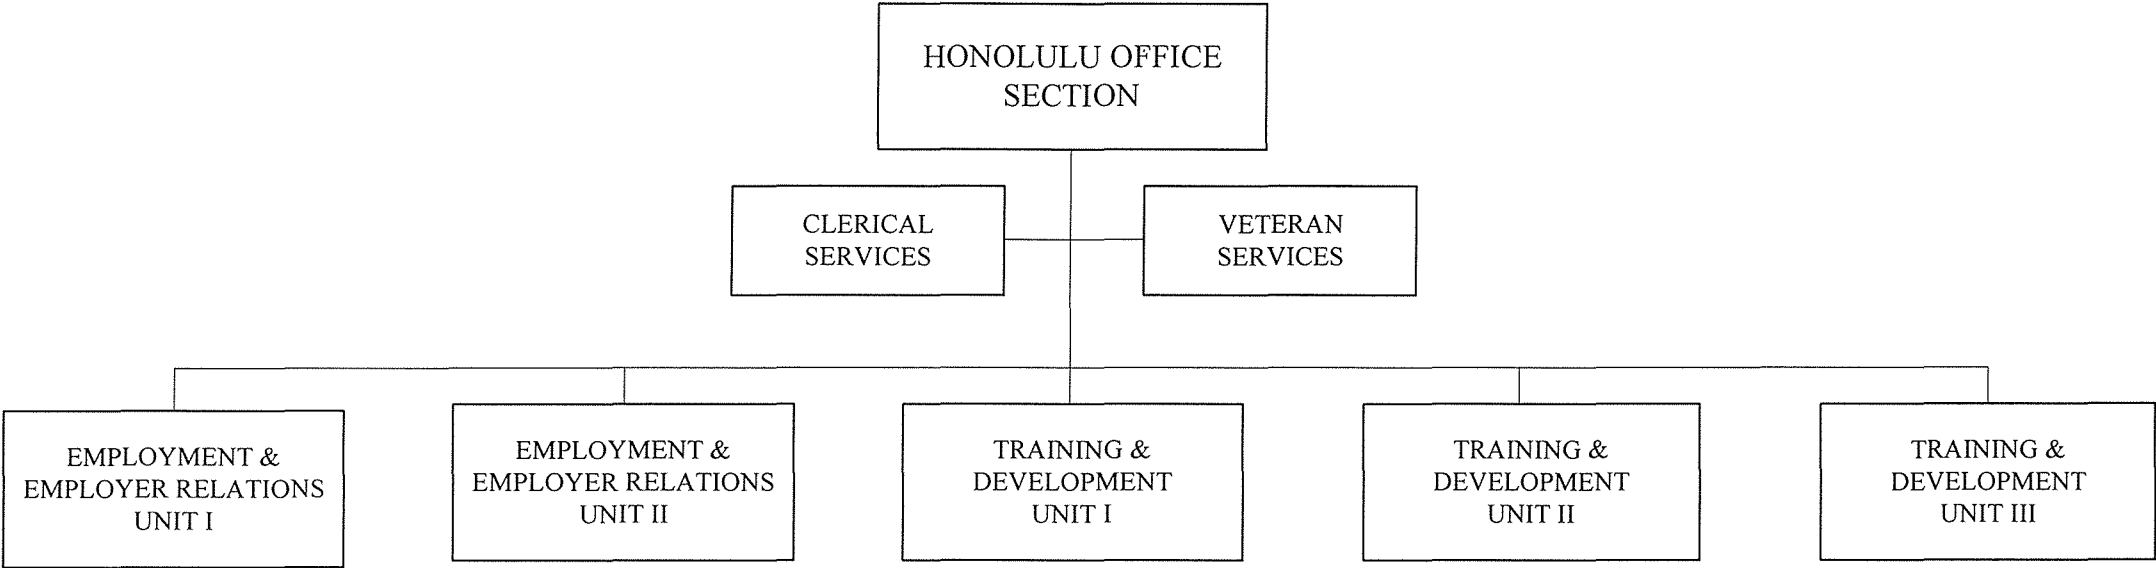 HONOLULU OFFICE
SECTION
CLERICAL
SERVICES
VETERAN
SERVICES
EMPLOYMENT &
EMPLOYER RELATIONS
UNIT I
EMPLOYMENT &
EMPLOYER RELATIONS
UNIT II
TRAINING &
DEVELOPMENT
UNIT I
TRAINING &
DEVELOPMENT
UNIT II
TRAINING &
DEVELOPMENT
UNIT III